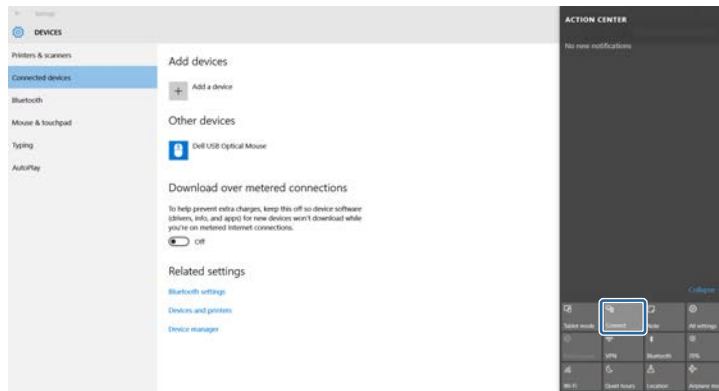 Settings
DEVICES
Printers & scanners
Connected devices
Bluetooth
Mouse & touchpad
Typing
AutoPlay
Add devices
Add a device
Other devices
Dell USB Optical Mouse
Download over metered connections
To help prevent extra charges, keep this off so device software
(drivers, info, and apps) for new devices won't download while
you're on metered Internet connections.
Off
Related settings
Bluetooth settings
Devices and printers
Device manager
ACTION CENTER
No new notifications
Collapse
Tablet mode
Connect
Note
All settings
VPN
Bluetooth
70%
Wi-Fi
Quiet hours
Location
Airplane mo